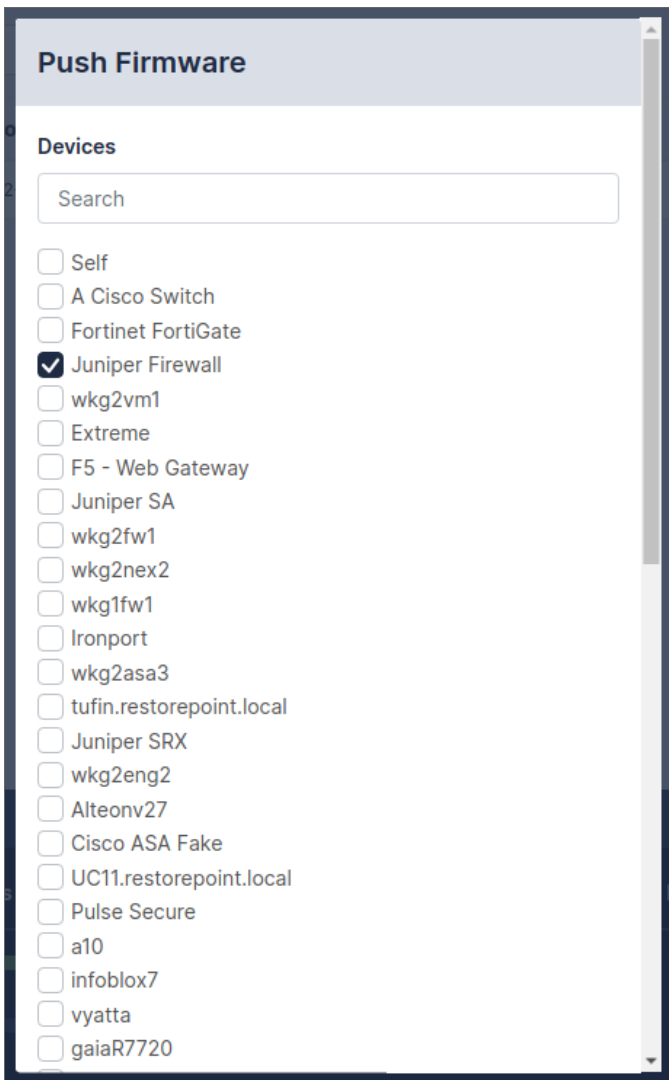 Push Firmware
Devices
Search
Self
A Cisco Switch
Fortinet FortiGate
Juniper Firewall
wkg2vm1
Extreme
F5 - Web Gateway
Juniper SA
wkg2fw1
wkg2nex2
wkg1fw1
Ironport
wkg2asa3
tufin.restorepoint.local
Juniper SRX
wkg2eng2
Alteonv27
Cisco ASA Fake
UC11.restorepoint.local
Pulse Secure
a10
infoblox7
vyatta
gaiaR7720